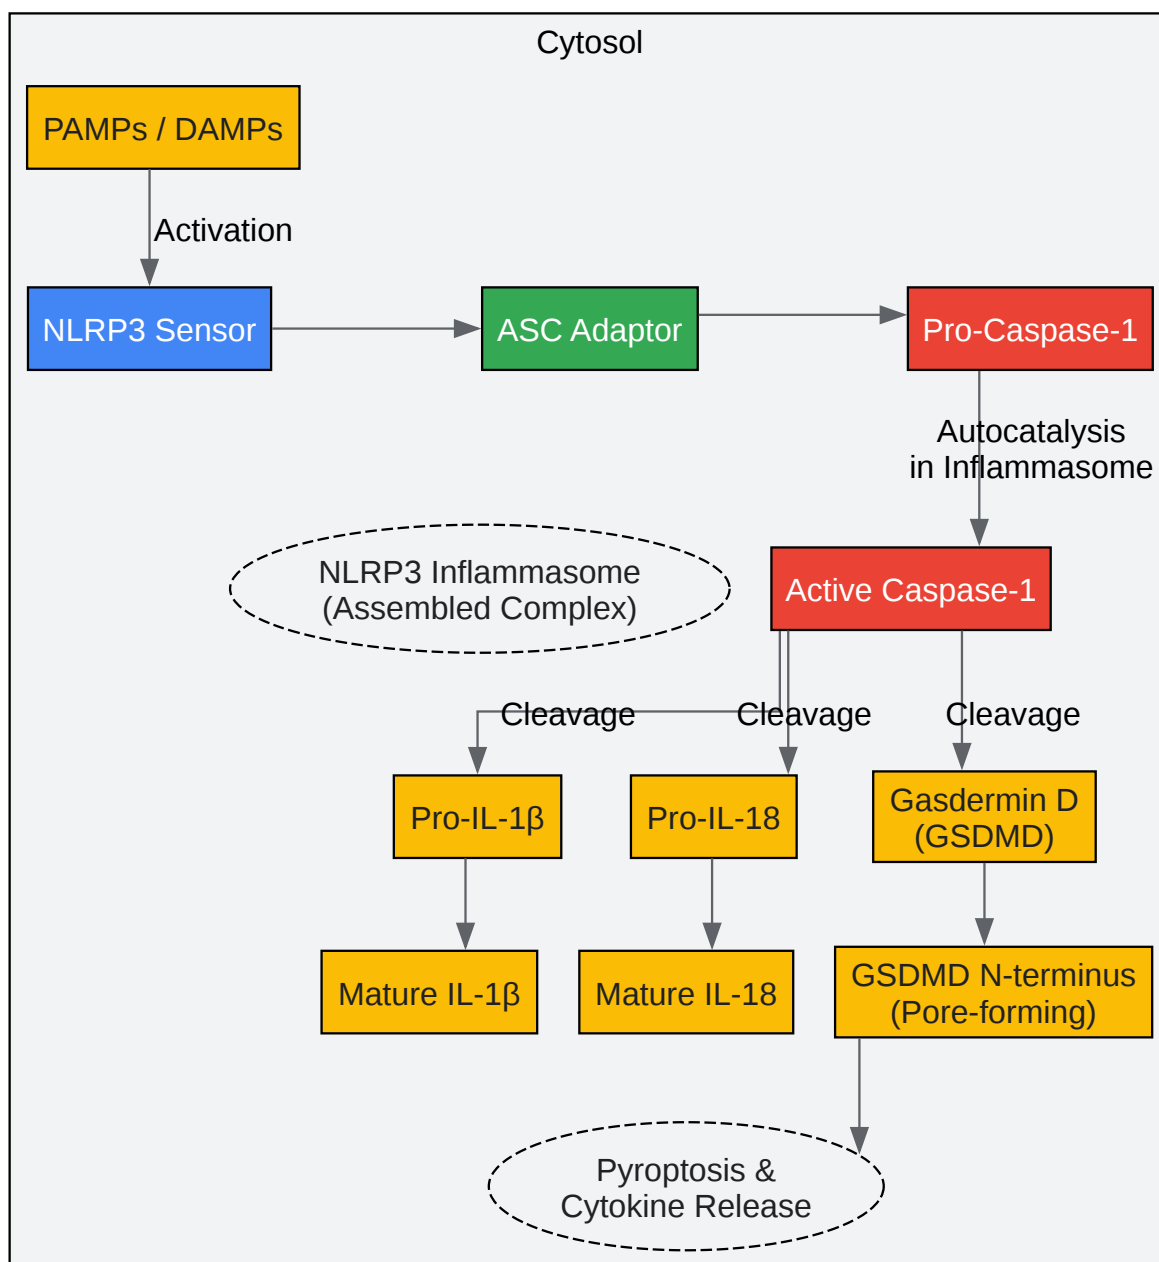 Cytosol
PAMPs / DAMPs
Activation
NLRP3 Sensor
ASC Adaptor
Pro-Caspase-1
Autocatalysis
in Inflammasome
NLRP3 Inflammasome
(Assembled Complex)
Active Caspase-1
Cleavage
Cleavage
Cleavage
Pro-IL-1β
Pro-IL-18
Gasdermin D
(GSDMD)
Mature IL-1β
Mature IL-18
GSDMD N-terminus
(Pore-forming)
Pyroptosis &
Cytokine Release